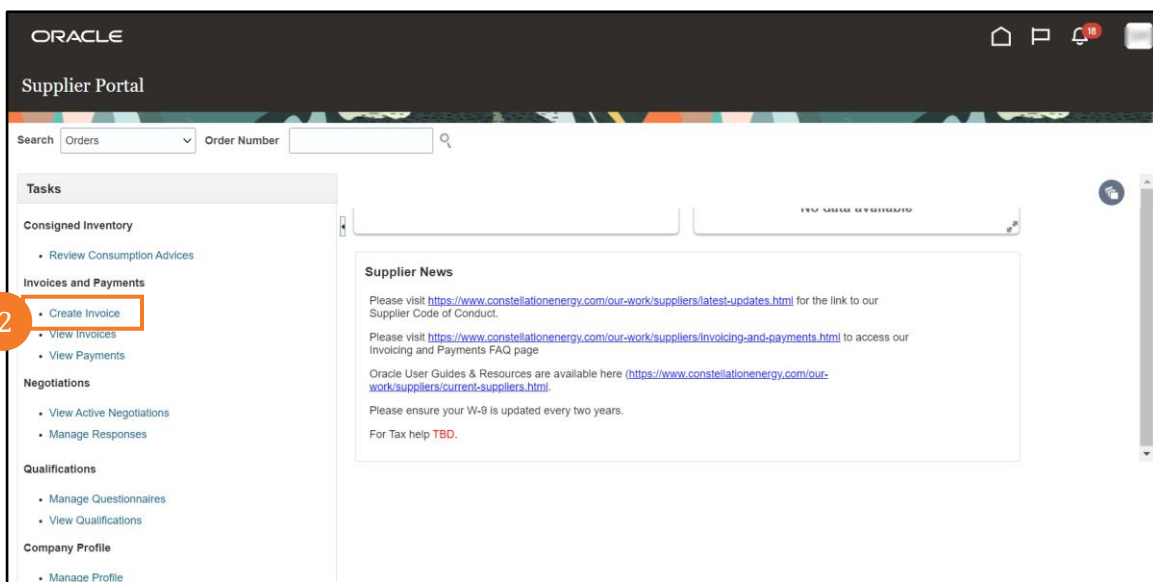 ORACLE
18
Supplier Portal
Search Orders Order Number
Tasks
Consigned Inventory
• Review Consumption Advices
Invoices and Payments
2
• Create Invoice
• View Invoices
• View Payments
Negotiations
• View Active Negotiations
• Manage Responses
Qualifications
• Manage Questionnaires
• View Qualifications
Company Profile
• Manage Profile
No data available
Supplier News
Please visit https://www.constellationenergy.com/our-work/suppliers/latest-updates.html for the link to our
Supplier Code of Conduct.
Please visit https://www.constellationenergy.com/our-work/suppliers/invoicing-and-payments.html to access our
Invoicing and Payments FAQ page
Oracle User Guides & Resources are available here (https://www.constellationenergy.com/our-
work/suppliers/current-suppliers.html.
Please ensure your W-9 is updated every two years.
For Tax help TBD.